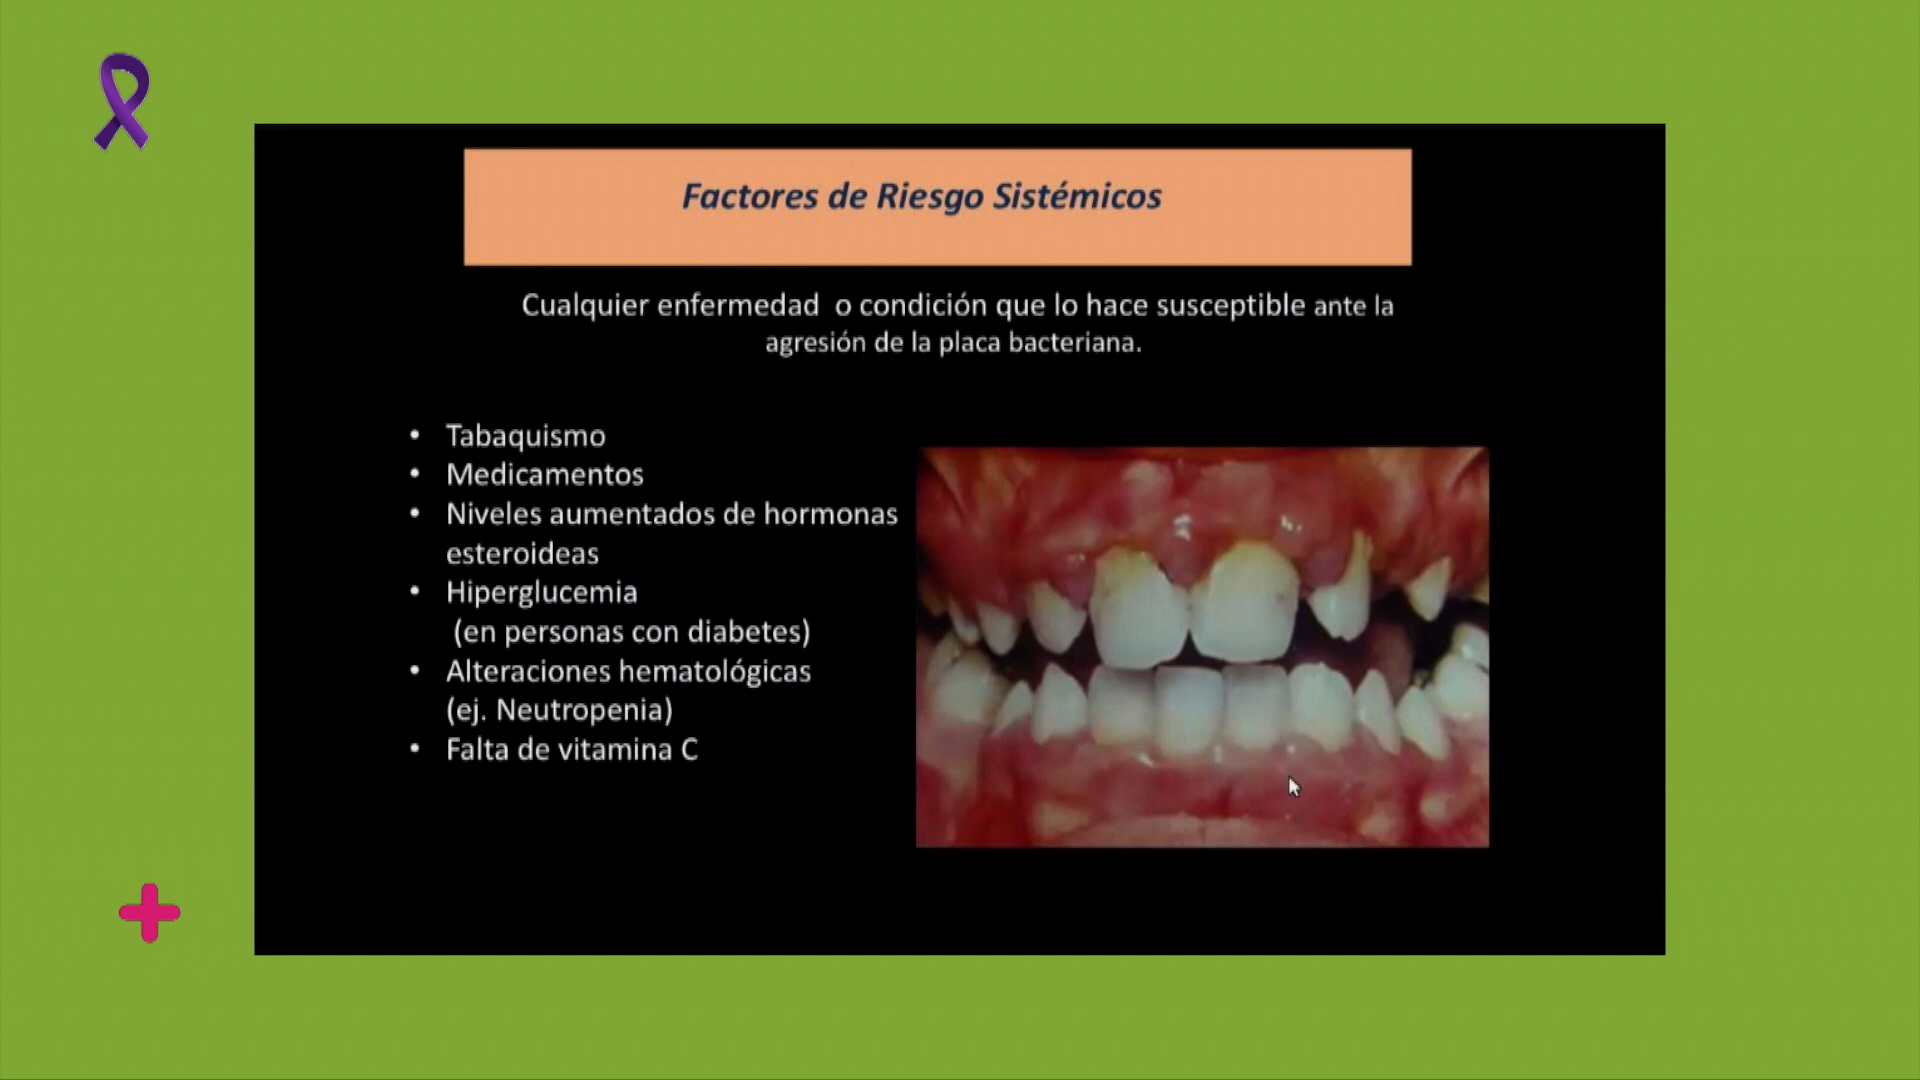 Factores de Riesgo Sistémicos
Cualquier enfermedad o condición que lo hace susceptible ante la
agresión de la placa bacteriana.
• Tabaquismo
• Medicamentos
• Niveles aumentados de hormonas
esteroideas
• Hiperglucemia
(en personas con diabetes)
• Alteraciones hematológicas
(ej. Neutropenia)
• Falta de vitamina C